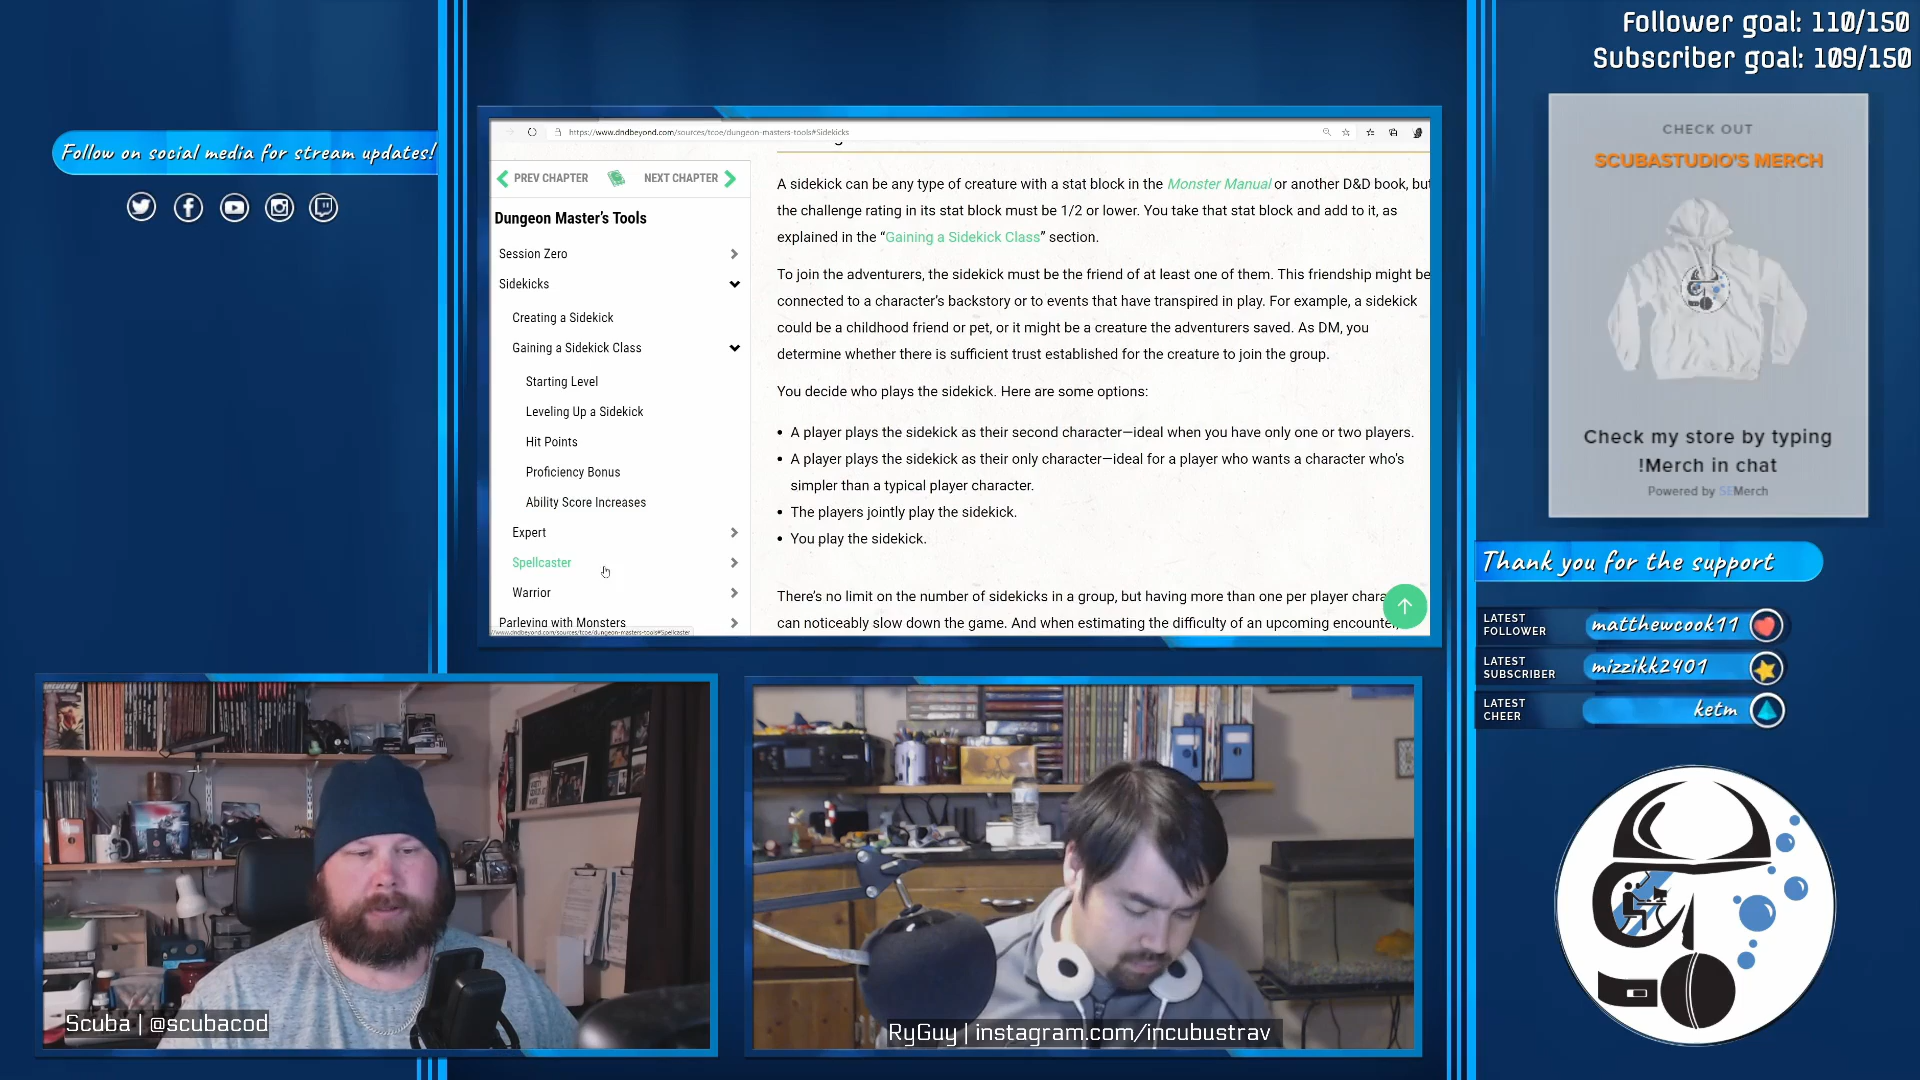 Follower goal: 110/150
Subscriber goal: 109/150
Follow on social media for stream updates!
https://www.dndbeyond.com/sources/tcoe/dungeon-masters-tools#Sidekicks
PREV CHAPTER
NEXT CHAPTER
Dungeon Master's Tools
Session Zero
Sidekicks
Creating a Sidekick
Gaining a Sidekick Class
Starting Level
Leveling Up a Sidekick
Hit Points
Proficiency Bonus
Ability Score Increases
Expert
Spellcaster
Warrior
Parleying with Monsters
A sidekick can be any type of creature with a stat block in the Monster Manual or another D&D book, but
the challenge rating in its stat block must be 1/2 or lower. You take that stat block and add to it, as
explained in the “Gaining a Sidekick Class” section.
To join the adventurers, the sidekick must be the friend of at least one of them. This friendship might be
connected to a character’s backstory or to events that have transpired in play. For example, a sidekick
could be a childhood friend or pet, or it might be a creature the adventurers saved. As DM, you
determine whether there is sufficient trust established for the creature to join the group.
You decide who plays the sidekick. Here are some options:
• A player plays the sidekick as their second character—ideal when you have only one or two players.
• A player plays the sidekick as their only character—ideal for a player who wants a character who's
simpler than a typical player character.
• The players jointly play the sidekick.
• You play the sidekick.
There’s no limit on the number of sidekicks in a group, but having more than one per player
can noticeably slow down the game. And when estimating the difficulty of an upcoming encounter,
CHECK OUT
SCUBASTUDIO'S MERCH
Check my store by typing
!Merch in chat
Powered by SEMerch
Thank you for the support
LATEST
FOLLOWER
matthewcook11
LATEST
SUBSCRIBER
mizzikk2401
LATEST
CHEER
ketm
Scuba | @scubacod
RyGuy | instagram.com/incubustrav